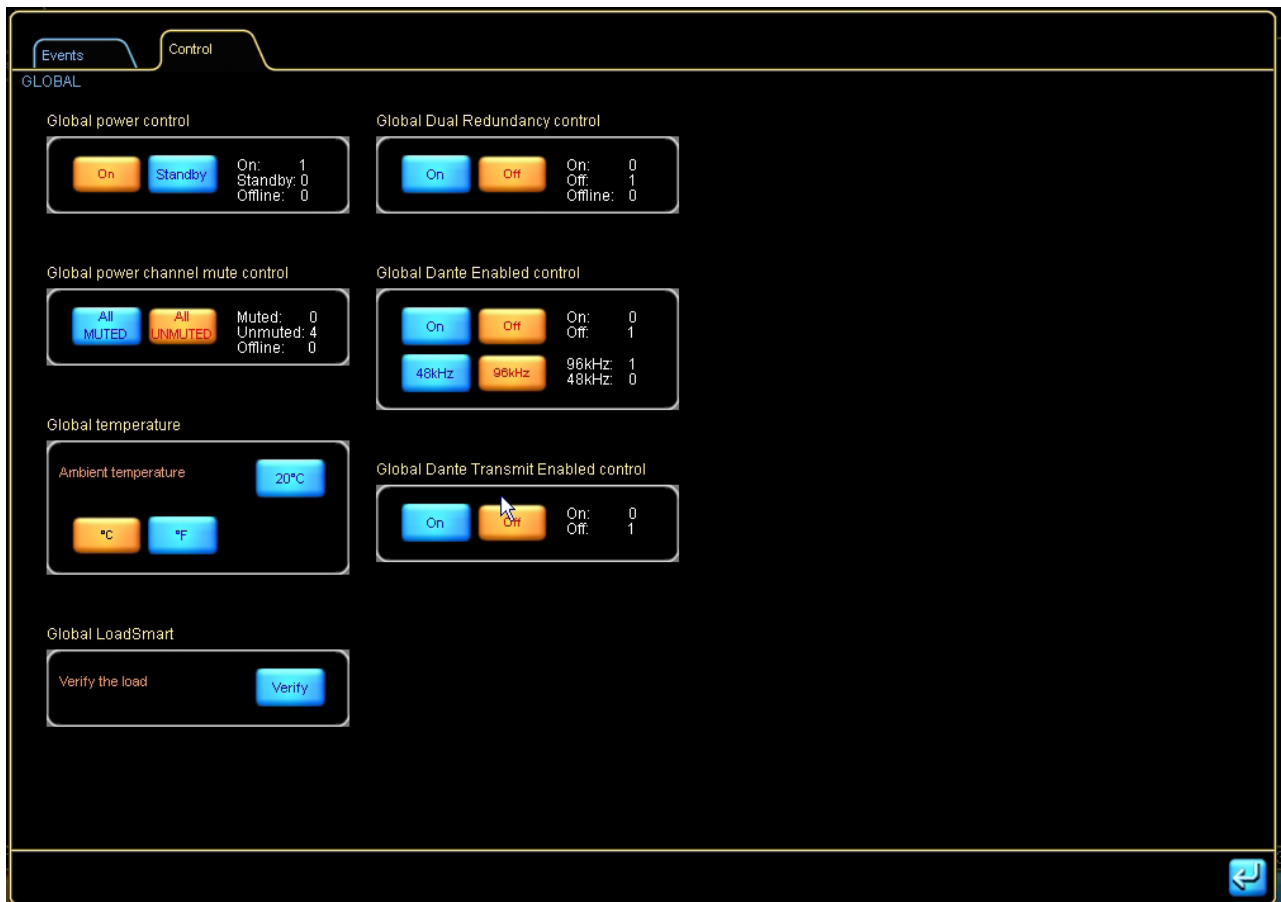 Events
Control
GLOBAL
Global power control
On
Standby
On: 1
Standby: 0
Offline: 0
Global Dual Redundancy control
On
Off
On: 0
Off: 1
Offline: 0
Global power channel mute control
All
MUTED
All
UNMUTED
Muted: 0
Unmuted: 4
Offline: 0
Global Dante Enabled control
On
Off
On: 0
Off: 1
48kHz
96kHz
96kHz: 1
48kHz: 0
Global temperature
Ambient temperature
20°C
°C
°F
Global Dante Transmit Enabled control
On
Off
On: 0
Off: 1
Global LoadSmart
Verify the load
Verify